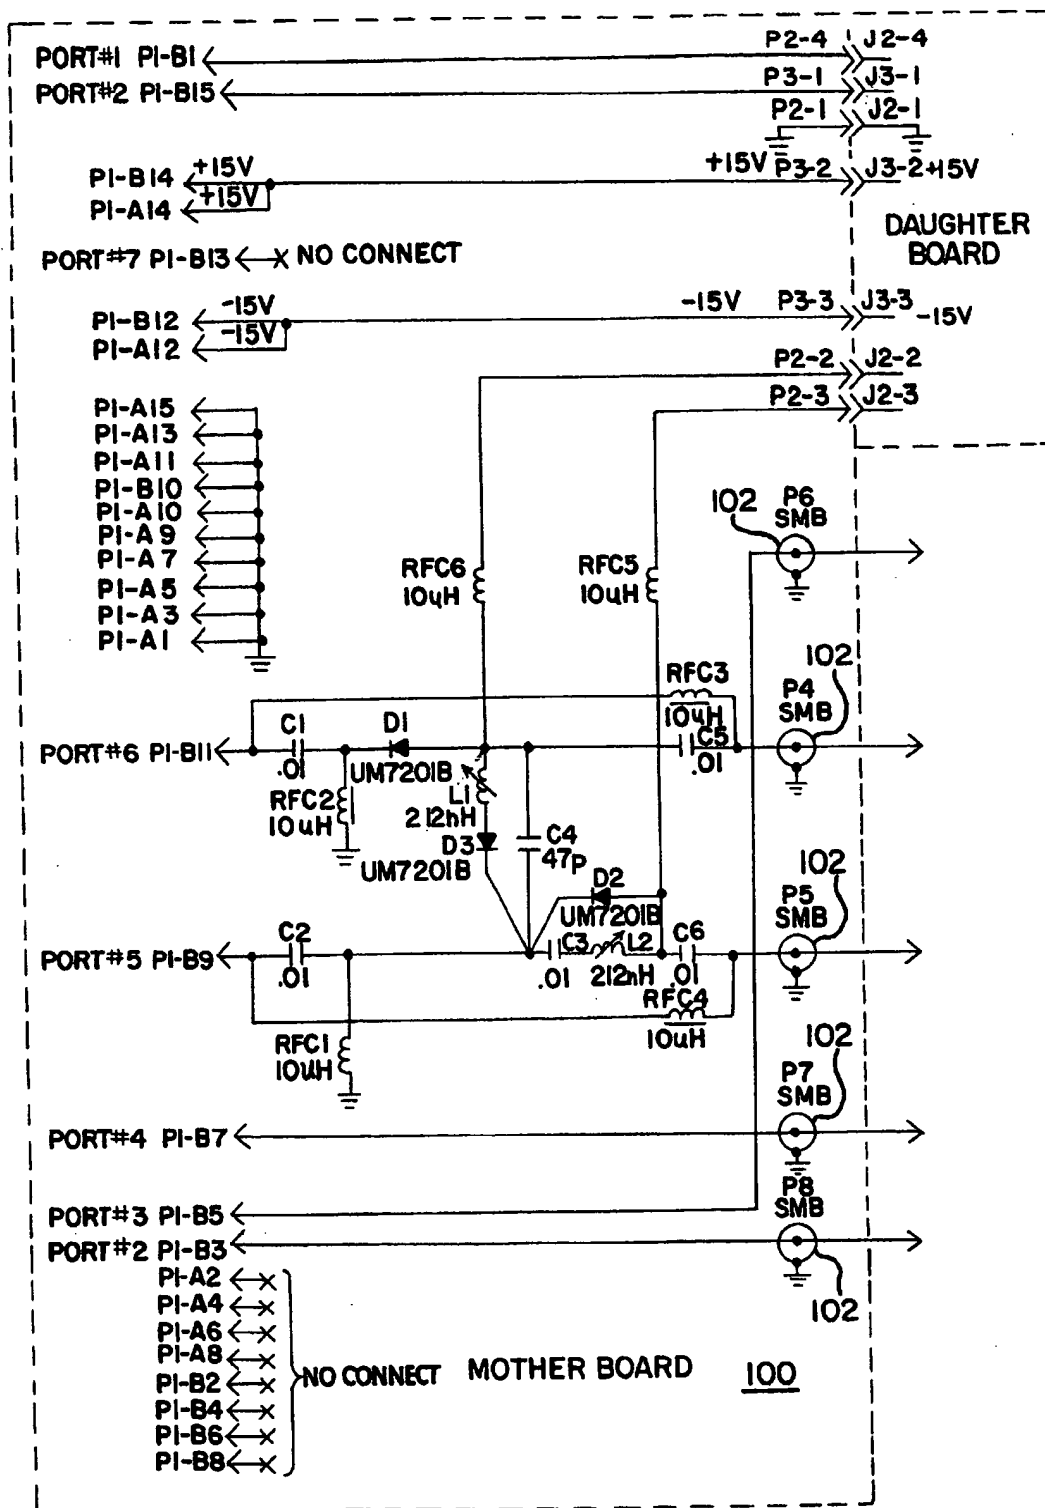 PORT#1 P1-B1
P2-4 J2-4
PORT#2 P1-B15
P3-1 J3-1
P2-1 J2-1
P1-B14 +15V
+15V P3-2 J3-2 +15V
P1-A14 +15V
DAUGHTER
BOARD
PORT#7 P1-B13 NO CONNECT
P1-B12 -15V
-15V P3-3 J3-3 -15V
P1-A12 -15V
P2-2 J2-2
P2-3 J2-3
P1-A15
P1-A13
P1-A11
P1-B10
P1-A10
P1-A9
P1-A7
P1-A5
P1-A3
P1-A1
102 P6
SMB
RFC6
10uH
RFC5
10uH
102
RFC3
10uH
P4
SMB
PORT#6 P1-B11
C1
.01
D1
UM7201B
C5
.01
RFC2
10uH
L1
212nH
D3
UM7201B
C4
47P
D2
UM7201B
102
P5
SMB
PORT#5 P1-B9
C2
.01
C3
.01
L2
212nH
C6
.01
RFC4
10uH
RFC1
10uH
102
P7
SMB
PORT#4 P1-B7
P8
SMB
PORT#3 P1-B5
PORT#2 P1-B3
102
P1-A2
P1-A4
P1-A6
P1-A8
P1-B2
P1-B4
P1-B6
P1-B8
NO CONNECT
MOTHER BOARD
100